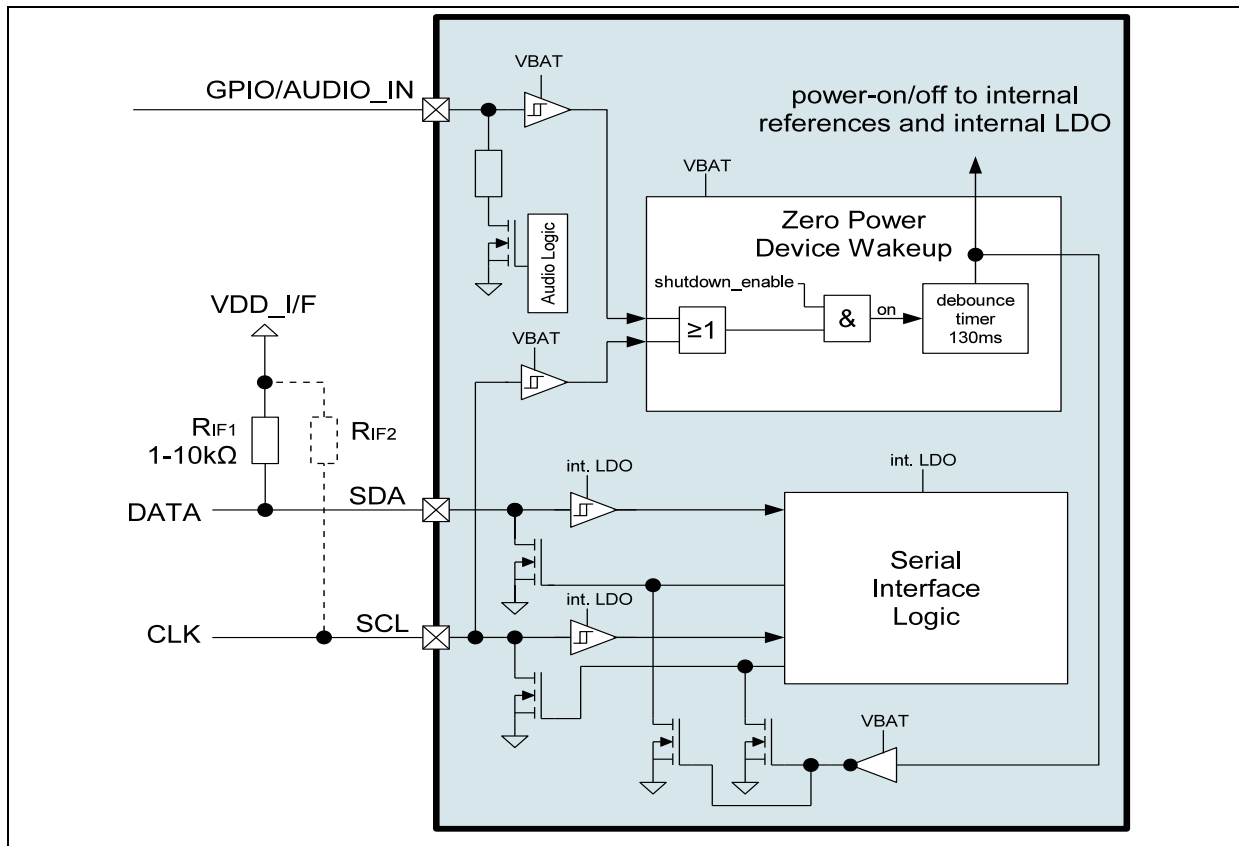 VBAT
GPIO/AUDIO_IN
power-on/off to internal
references and internal LDO
VBAT
Zero Power
Device Wakeup
Audio Logic
shutdown_enable
VDD_I/F
≥1
&
on
debounce
timer
130ms
VBAT
RIF1
1-10kΩ
RIF2
int. LDO
int. LDO
DATA
SDA
Serial
Interface
Logic
int. LDO
CLK
SCL
VBAT